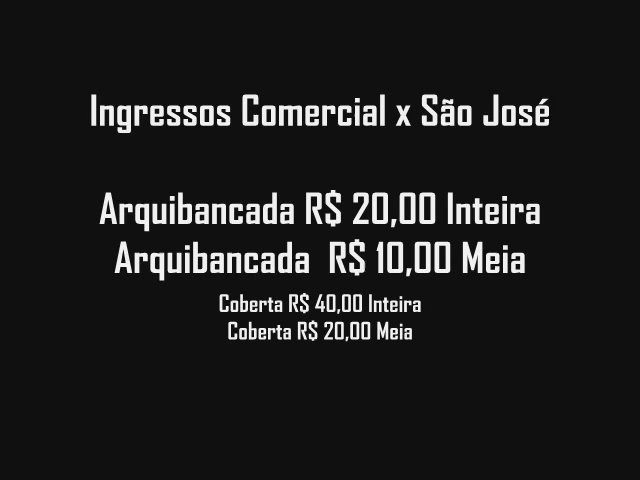 Ingressos Comercial x São José
Arquibancada R$ 20,00 Inteira
Arquibancada R$ 10,00 Meia
Coberta R$ 40,00 Inteira
Coberta R$ 20,00 Meia